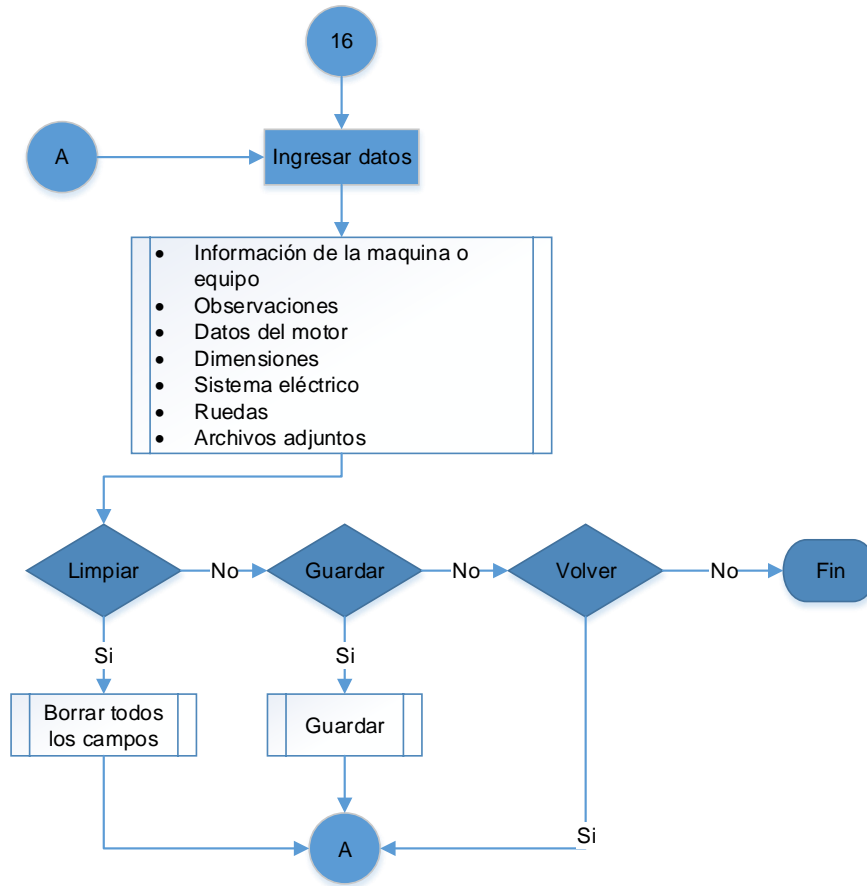 16
A
Ingresar datos
• Información de la maquina o
equipo
• Observaciones
• Datos del motor
• Dimensiones
• Sistema eléctrico
• Ruedas
• Archivos adjuntos
Limpiar
No
Guardar
No
Volver
No
Fin
Si
Si
Borrar todos
los campos
Guardar
Si
A